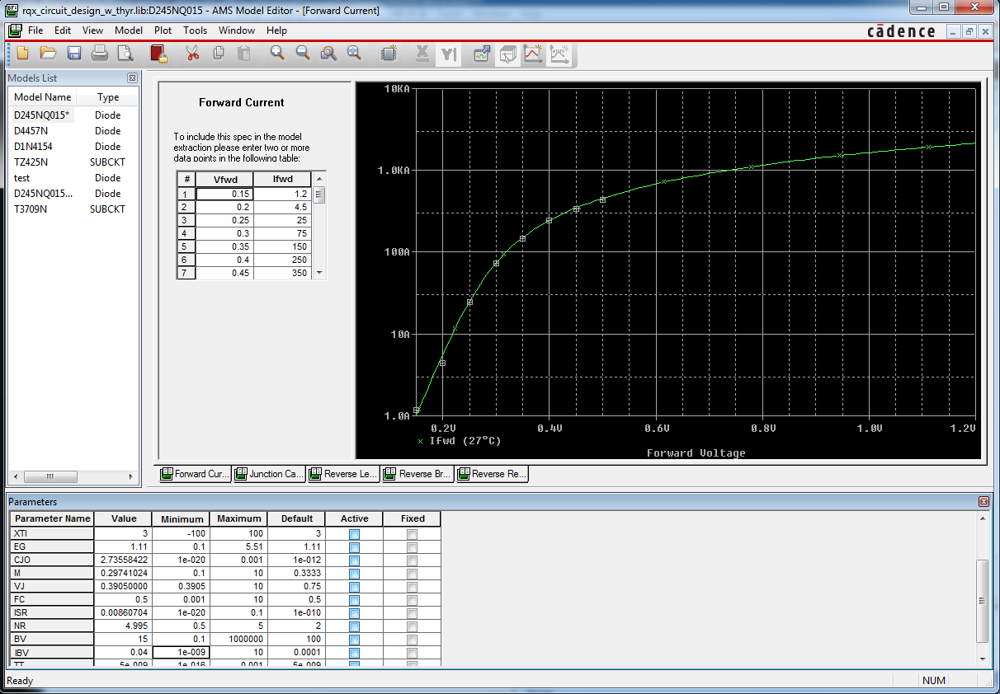 rqx_circuit_design_w_thyr.lib:D245NQ015 - AMS Model Editor - [Forward Current]
File Edit View Model Plot Tools Window Help
cādence
Models List
Model Name Type
D245NQ015* Diode
D4457N Diode
D1N4154 Diode
TZ425N SUBCKT
test Diode
D245NQ015... Diode
T3709N SUBCKT
Forward Current
To include this spec in the model
extraction please enter two or more
data points in the following table:
# Vfwd Ifwd
1 0.15 1.2
2 0.2 4.5
3 0.25 25
4 0.3 75
5 0.35 150
6 0.4 250
7 0.45 350
10KA
1.0KA
100A
10A
1.0A
0.2V 0.4V 0.6V 0.8V 1.0V 1.2V
Ifwd (27°C)
Forward Voltage
Forward Cur... Junction Ca... Reverse Le... Reverse Br... Reverse Re...
Parameters
Parameter Name Value Minimum Maximum Default Active Fixed
XTI 3 -100 100 3
EG 1.11 0.1 5.51 1.11
CJO 2.73558422 1e-020 0.001 1e-012
M 0.29741024 0.1 10 0.3333
VJ 0.39050000 0.3905 10 0.75
FC 0.5 0.001 10 0.5
ISR 0.00860704 1e-020 0.1 1e-010
NR 4.995 0.5 5 2
BV 15 0.1 1000000 100
IBV 0.04 1e-009 10 0.0001
TT 5e-009 1e-016 0.001 5e-009
Ready NUM